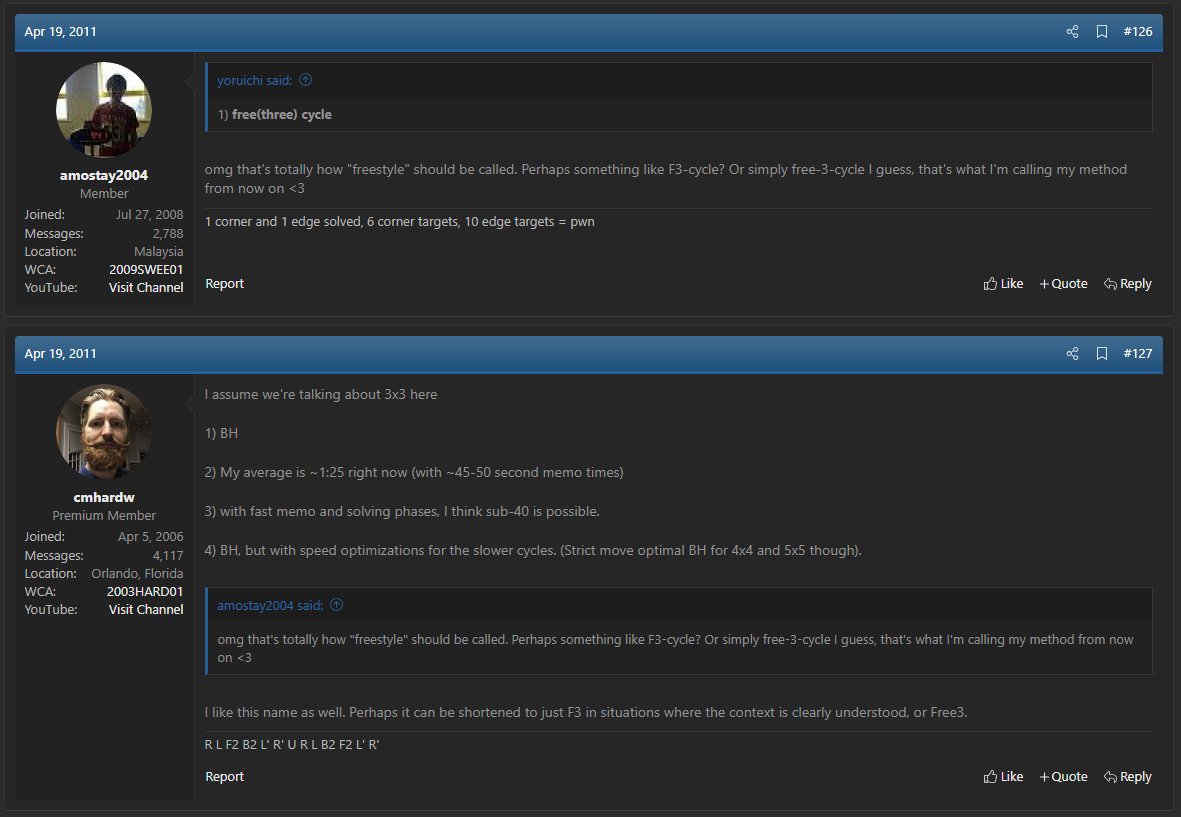 Apr 19, 2011
#126
amostay2004
Member
Joined: Jul 27, 2008
Messages: 2,788
Location: Malaysia
WCA: 2009SWEE01
YouTube: Visit Channel
yoruichi said:
1) free(three) cycle
omg that's totally how "freestyle" should be called. Perhaps something like F3-cycle? Or simply free-3-cycle I guess, that's what I'm calling my method
from now on <3
1 corner and 1 edge solved, 6 corner targets, 10 edge targets = pwn
Report
Like
+Quote
Reply
Apr 19, 2011
#127
cmhardw
Premium Member
Joined: Apr 5, 2006
Messages: 4,117
Location: Orlando, Florida
WCA: 2003HARD01
YouTube: Visit Channel
I assume we're talking about 3x3 here
1) BH
2) My average is ~1:25 right now (with ~45-50 second memo times)
3) with fast memo and solving phases, I think sub-40 is possible.
4) BH, but with speed optimizations for the slower cycles. (Strict move optimal BH for 4x4 and 5x5 though).
amostay2004 said:
omg that's totally how "freestyle" should be called. Perhaps something like F3-cycle? Or simply free-3-cycle I guess, that's what I'm calling my method from now
on <3
I like this name as well. Perhaps it can be shortened to just F3 in situations where the context is clearly understood, or Free3.
R L F2 B2 L' R' U R L B2 F2 L' R'
Report
Like
+Quote
Reply